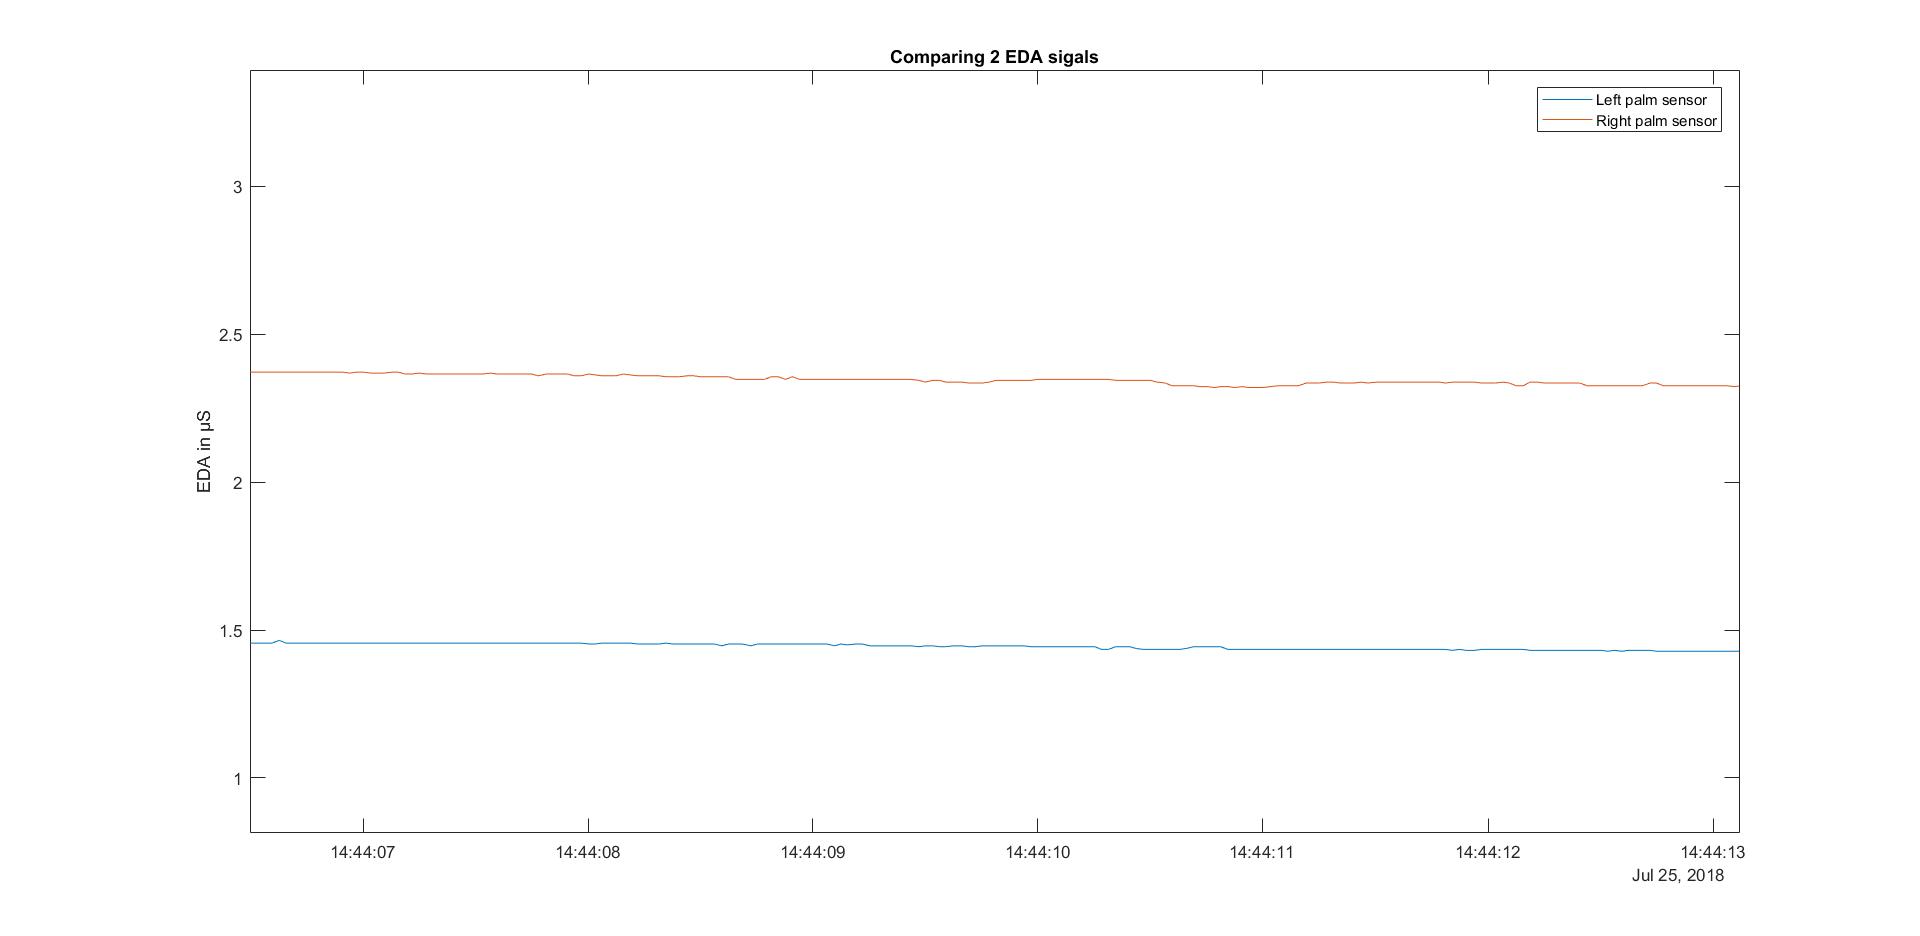 Comparing 2 EDA sigals
Left palm sensor
Right palm sensor
3
2.5
2
1.5
1
EDA in µS
14:44:07 14:44:08 14:44:09 14:44:10 14:44:11 14:44:12 14:44:13
Jul 25, 2018